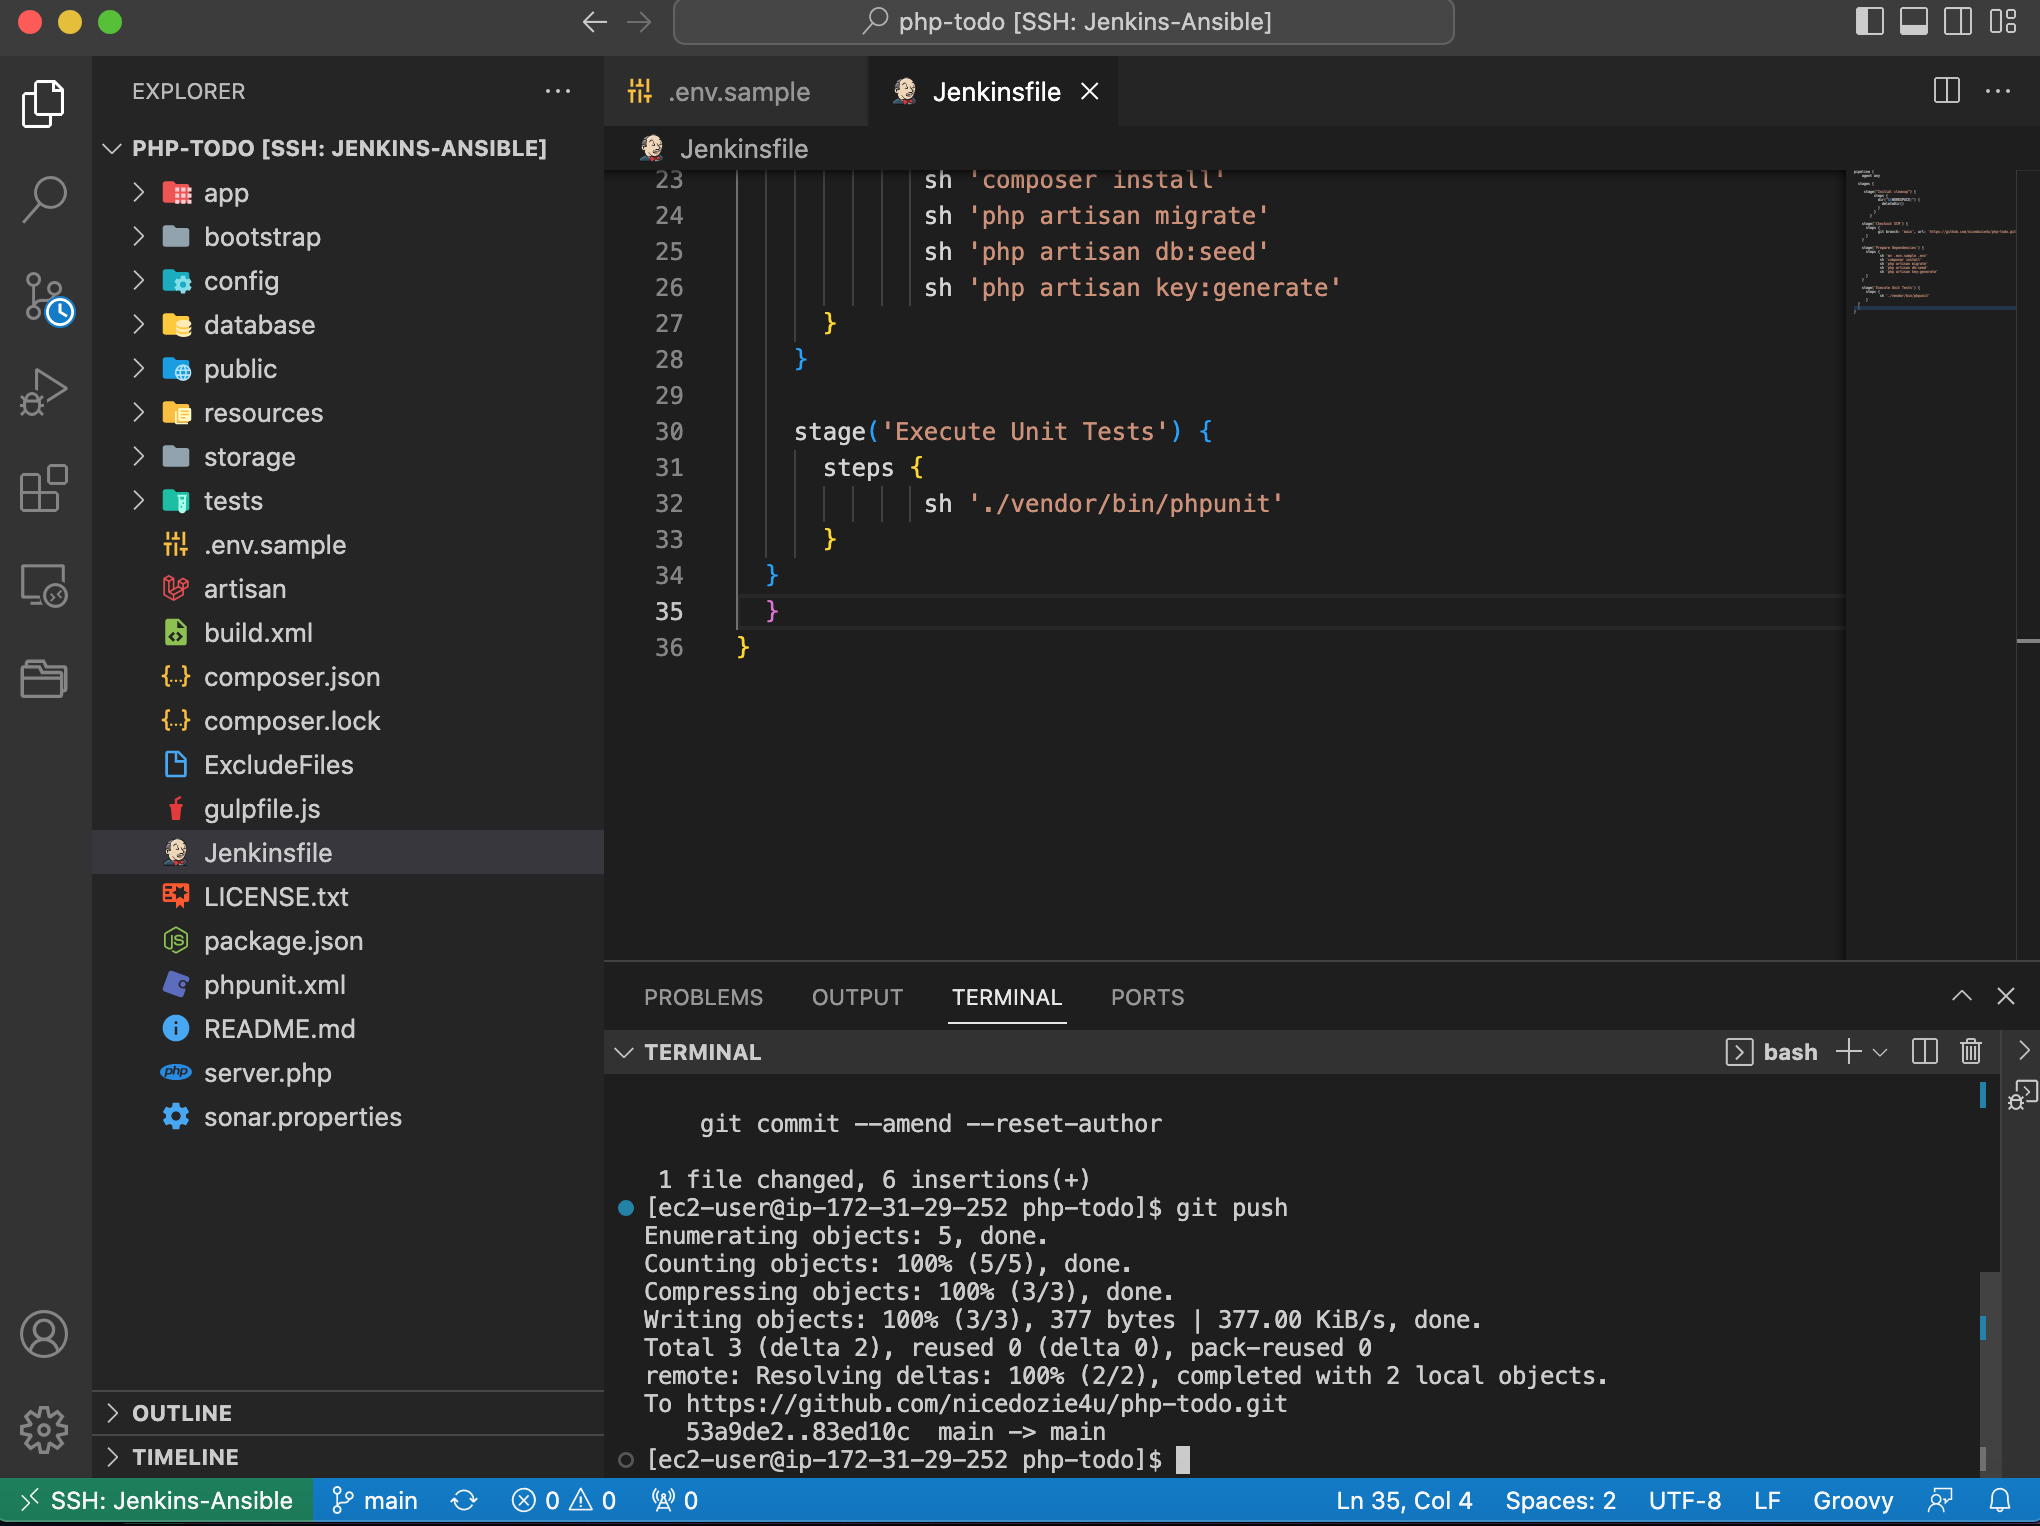 php-todo [SSH: Jenkins-Ansible]
EXPLORER
PHP-TODO [SSH: JENKINS-ANSIBLE]
app
bootstrap
config
database
public
resources
storage
tests
.env.sample
artisan
build.xml
composer.json
composer.lock
ExcludeFiles
gulpfile.js
Jenkinsfile
LICENSE.txt
package.json
phpunit.xml
README.md
php server.php
sonar.properties
OUTLINE
TIMELINE
.env.sample
Jenkinsfile
Jenkinsfile
23 sh 'composer install'
24 sh 'php artisan migrate'
25 sh 'php artisan db:seed'
26 sh 'php artisan key:generate'
27 }
28 }
29
30 stage('Execute Unit Tests') {
31 steps {
32 sh './vendor/bin/phpunit'
33 }
34 }
35 }
36 }
PROBLEMS OUTPUT TERMINAL PORTS
TERMINAL
bash
git commit --amend --reset-author
1 file changed, 6 insertions(+)
[ec2-user@ip-172-31-29-252 php-todo]$ git push
Enumerating objects: 5, done.
Counting objects: 100% (5/5), done.
Compressing objects: 100% (3/3), done.
Writing objects: 100% (3/3), 377 bytes | 377.00 KiB/s, done.
Total 3 (delta 2), reused 0 (delta 0), pack-reused 0
remote: Resolving deltas: 100% (2/2), completed with 2 local objects.
To https://github.com/nicedozie4u/php-todo.git
53a9de2..83ed10c main -> main
[ec2-user@ip-172-31-29-252 php-todo]$
SSH: Jenkins-Ansible main 0 0 0 Ln 35, Col 4 Spaces: 2 UTF-8 LF Groovy